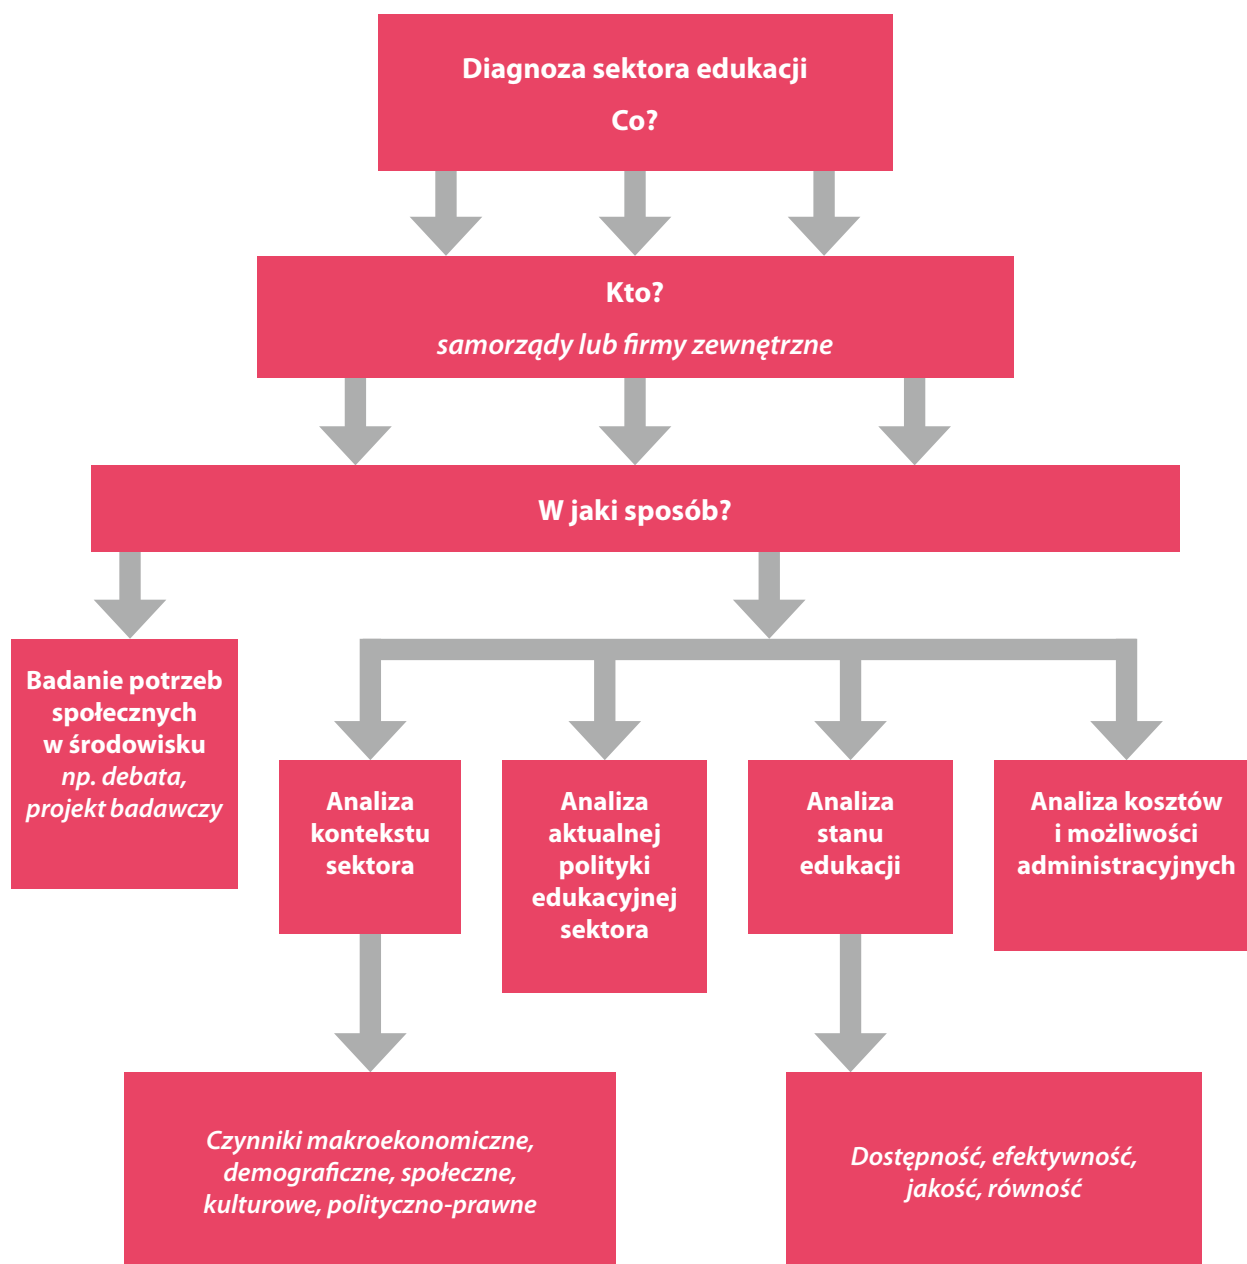 Diagnoza sektora edukacji
Co?
Kto?
samorządy lub firmy zewnętrzne
W jaki sposób?
Badanie potrzeb
społecznych
w środowisku
np. debata,
projekt badawczy
Analiza
kontekstu
sektora
Analiza
aktualnej
polityki
edukacyjnej
sektora
Analiza
stanu
edukacji
Analiza kosztów
i możliwości
administracyjnych
Czynniki makroekonomiczne,
demograficzne, społeczne,
kulturowe, polityczno-prawne
Dostępność, efektywność,
jakość, równość